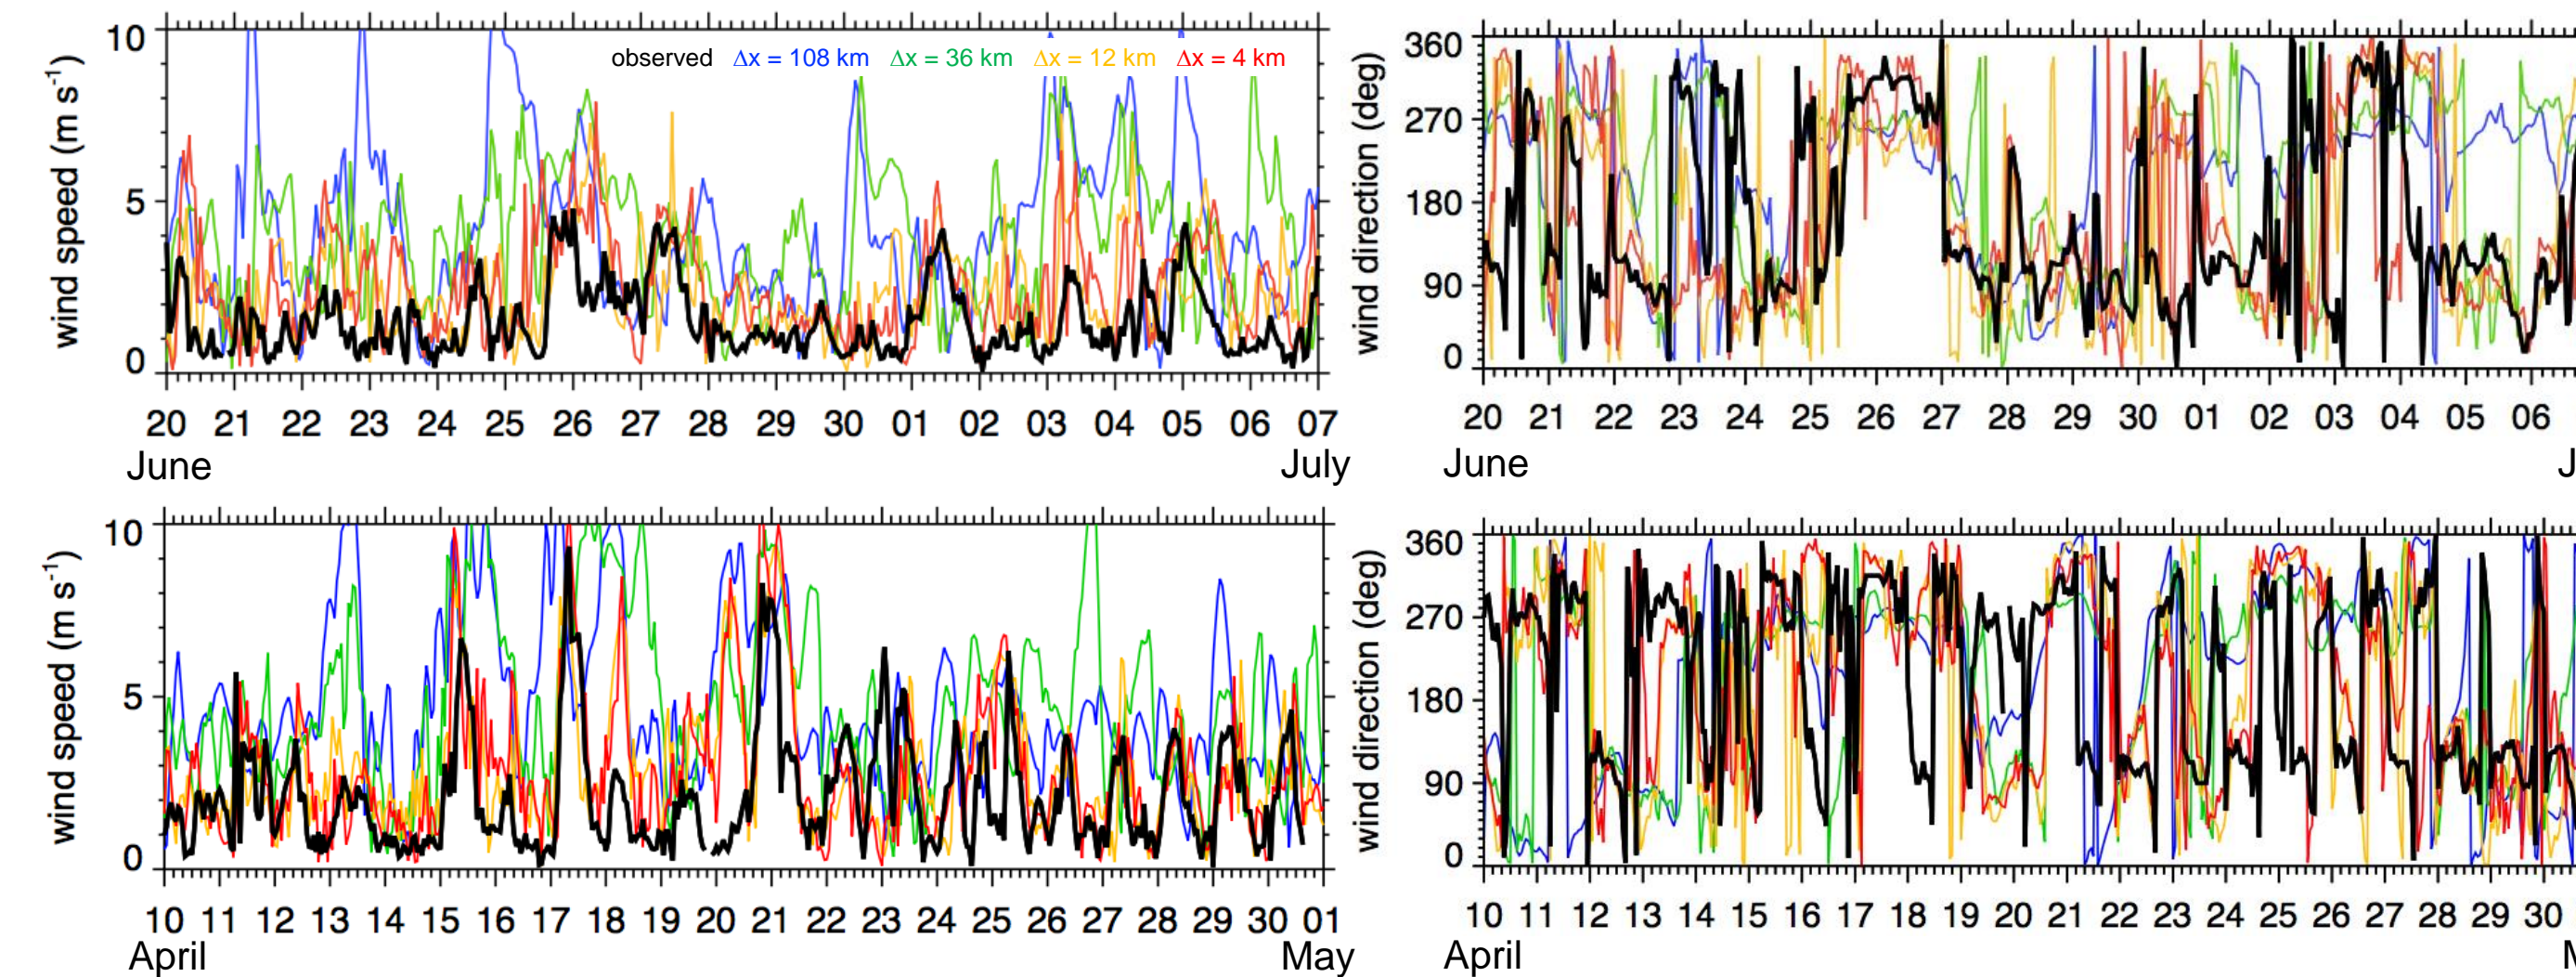 10
5
0
wind speed (m s-1)
observed Δx = 108 km Δx = 36 km Δx = 12 km Δx = 4 km
20 21 22 23 24 25 26 27 28 29 30 01 02 03 04 05 06 07
June July
360
270
180
90
0
wind direction (deg)
20 21 22 23 24 25 26 27 28 29 30 01 02 03 04 05 06
June J
10
5
0
wind speed (m s-1)
10 11 12 13 14 15 16 17 18 19 20 21 22 23 24 25 26 27 28 29 30 01
April May
360
270
180
90
0
wind direction (deg)
10 11 12 13 14 15 16 17 18 19 20 21 22 23 24 25 26 27 28 29 30
April M